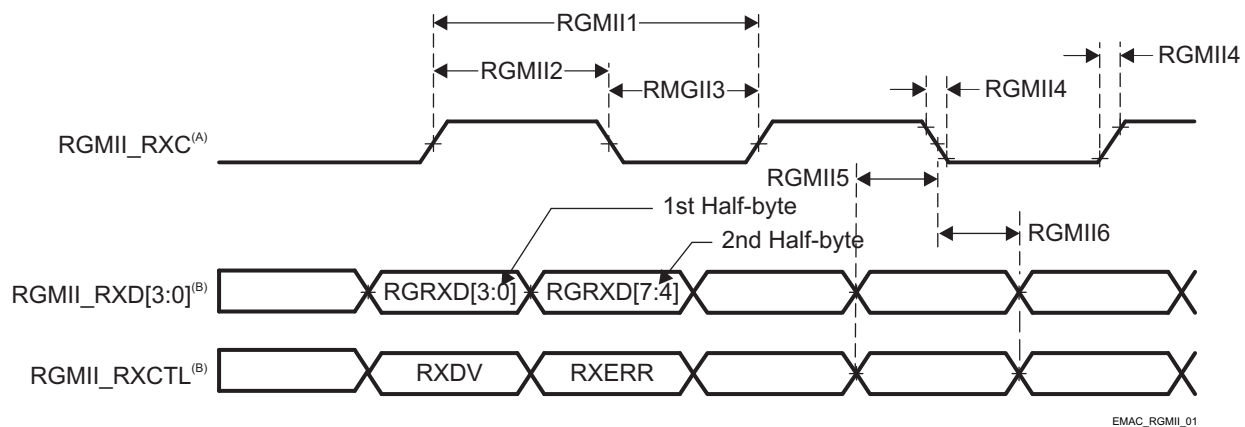 RGMII1
RGMII4
RGMII2
RMGII3
RGMII4
RGMII_RXC(A)
RGMII5
1st Half-byte
2nd Half-byte
RGMII6
RGMII_RXD[3:0](B)
RGRXD[3:0]
RGRXD[7:4]
RGMII_RXCTL(B)
RXDV
RXERR
EMAC_RGMII_01